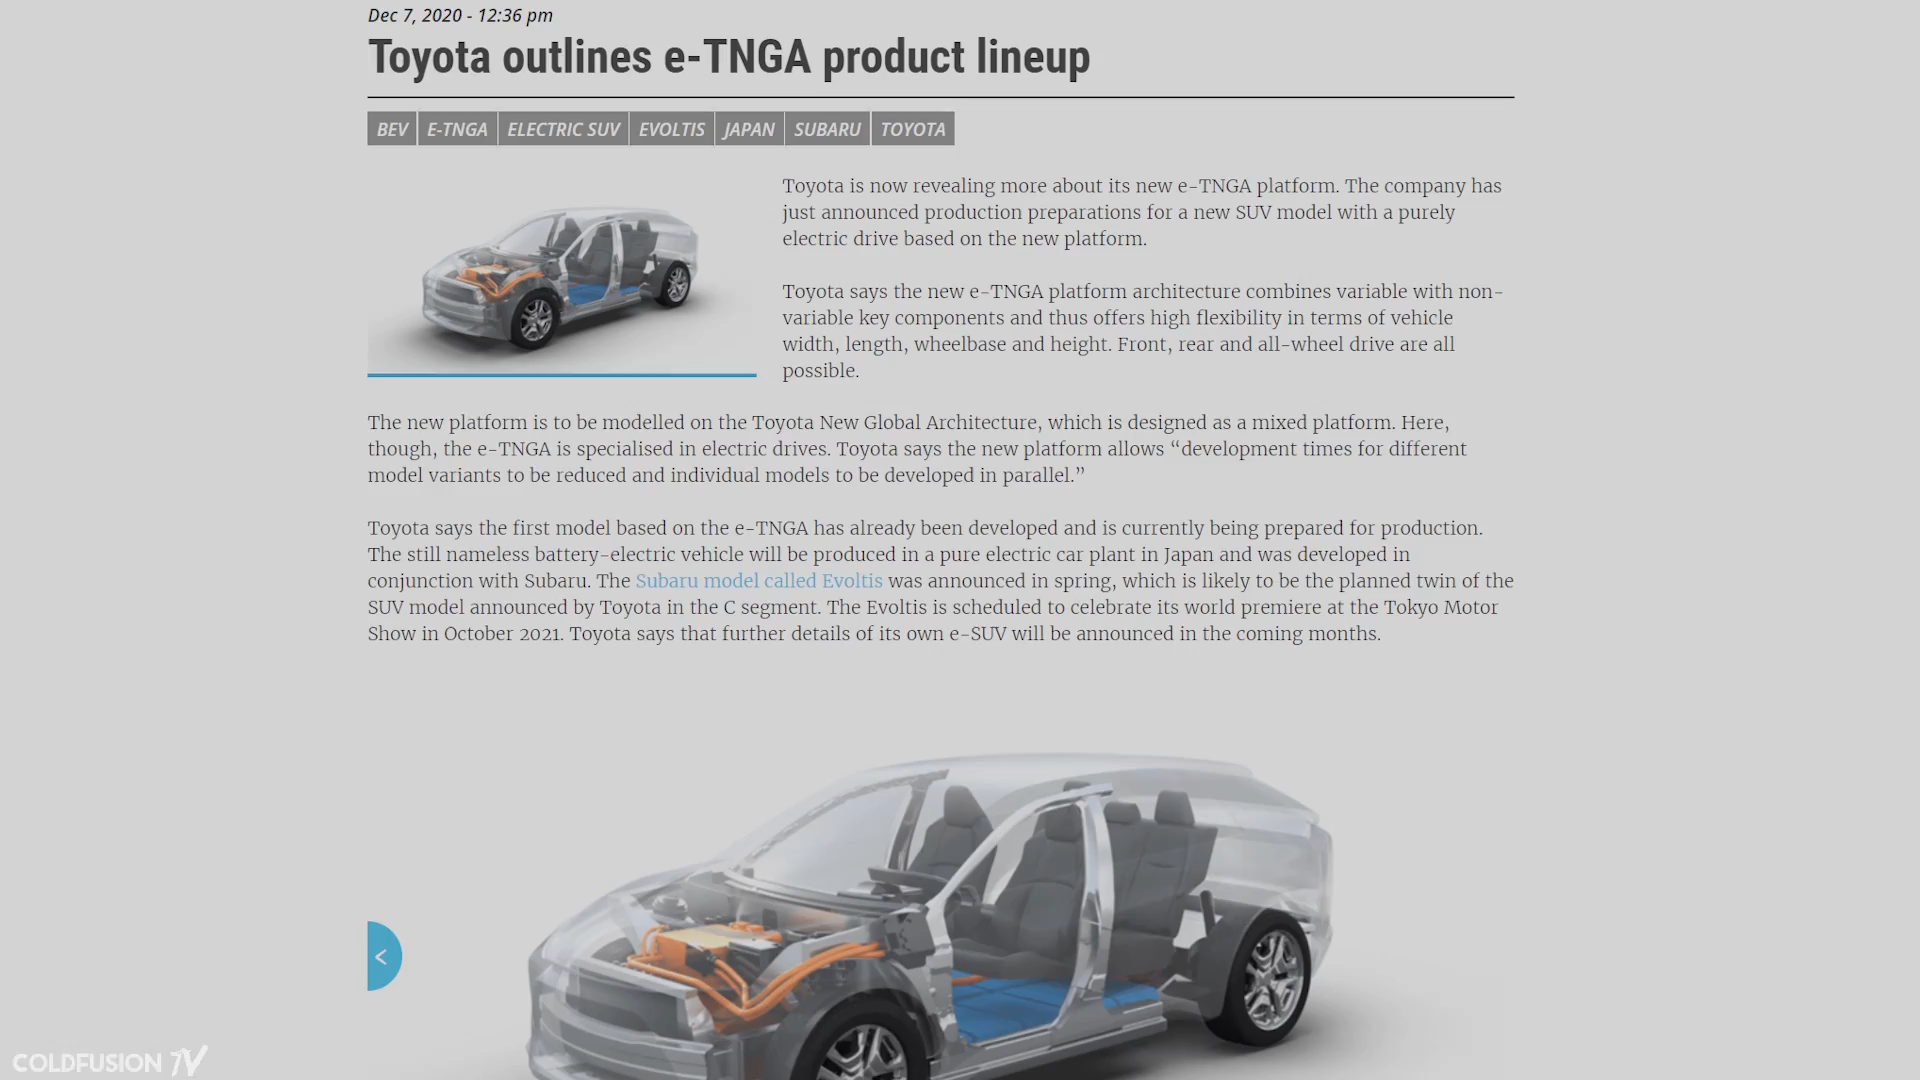 Dec 7, 2020 - 12:36 pm
Toyota outlines e-TNGA product lineup
BEV E-TNGA ELECTRIC SUV EVOLTIS JAPAN SUBARU TOYOTA
Toyota is now revealing more about its new e-TNGA platform. The company has
just announced production preparations for a new SUV model with a purely
electric drive based on the new platform.
Toyota says the new e-TNGA platform architecture combines variable with non-
variable key components and thus offers high flexibility in terms of vehicle
width, length, wheelbase and height. Front, rear and all-wheel drive are all
possible.
The new platform is to be modelled on the Toyota New Global Architecture, which is designed as a mixed platform. Here,
though, the e-TNGA is specialised in electric drives. Toyota says the new platform allows “development times for different
model variants to be reduced and individual models to be developed in parallel.”
Toyota says the first model based on the e-TNGA has already been developed and is currently being prepared for production.
The still nameless battery-electric vehicle will be produced in a pure electric car plant in Japan and was developed in
conjunction with Subaru. The Subaru model called Evoltis was announced in spring, which is likely to be the planned twin of the
SUV model announced by Toyota in the C segment. The Evoltis is scheduled to celebrate its world premiere at the Tokyo Motor
Show in October 2021. Toyota says that further details of its own e-SUV will be announced in the coming months.
<
COLDFUSION TV